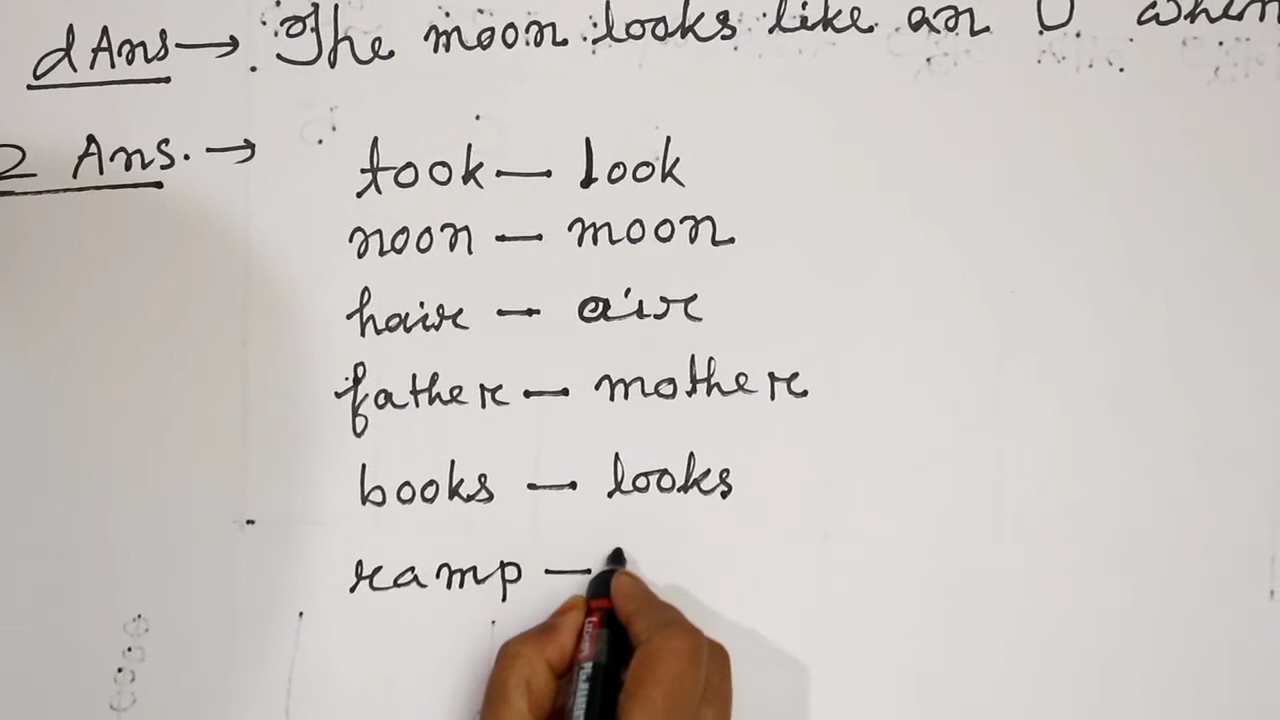 d Ans → The moon looks like an O when
2 Ans. → took — look
noon — moon
hair — air
father — mother
books — looks
ramp —